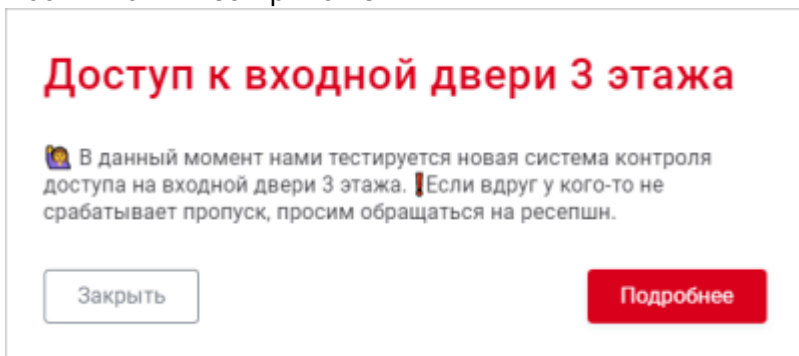 Доступ к входной двери 3 этажа
🙋 В данный момент нами тестируется новая система контроля
доступа на входной двери 3 этажа. ❗Если вдруг у кого-то не
срабатывает пропуск, просим обращаться на ресепшн.
Закрыть
Подробнее